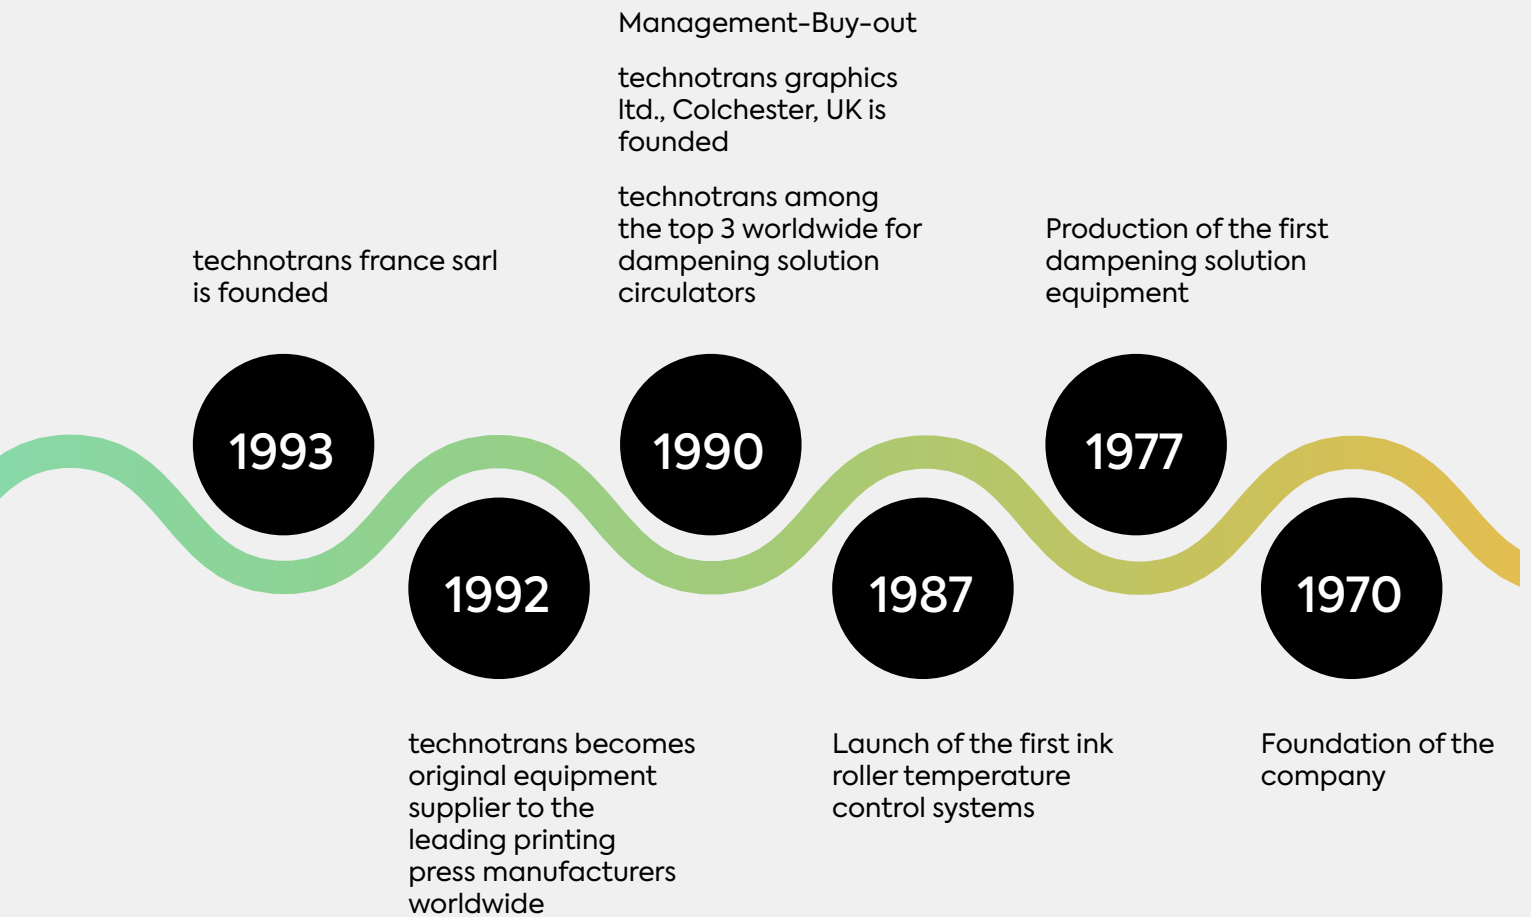 Management-Buy-out
technotrans graphics
ltd., Colchester, UK is
founded
technotrans among
the top 3 worldwide for
dampening solution
circulators
technotrans france sarl
is founded
Production of the first
dampening solution
equipment
1993
1990
1977
1992
1987
1970
technotrans becomes
original equipment
supplier to the
leading printing
press manufacturers
worldwide
Launch of the first ink
roller temperature
control systems
Foundation of the
company